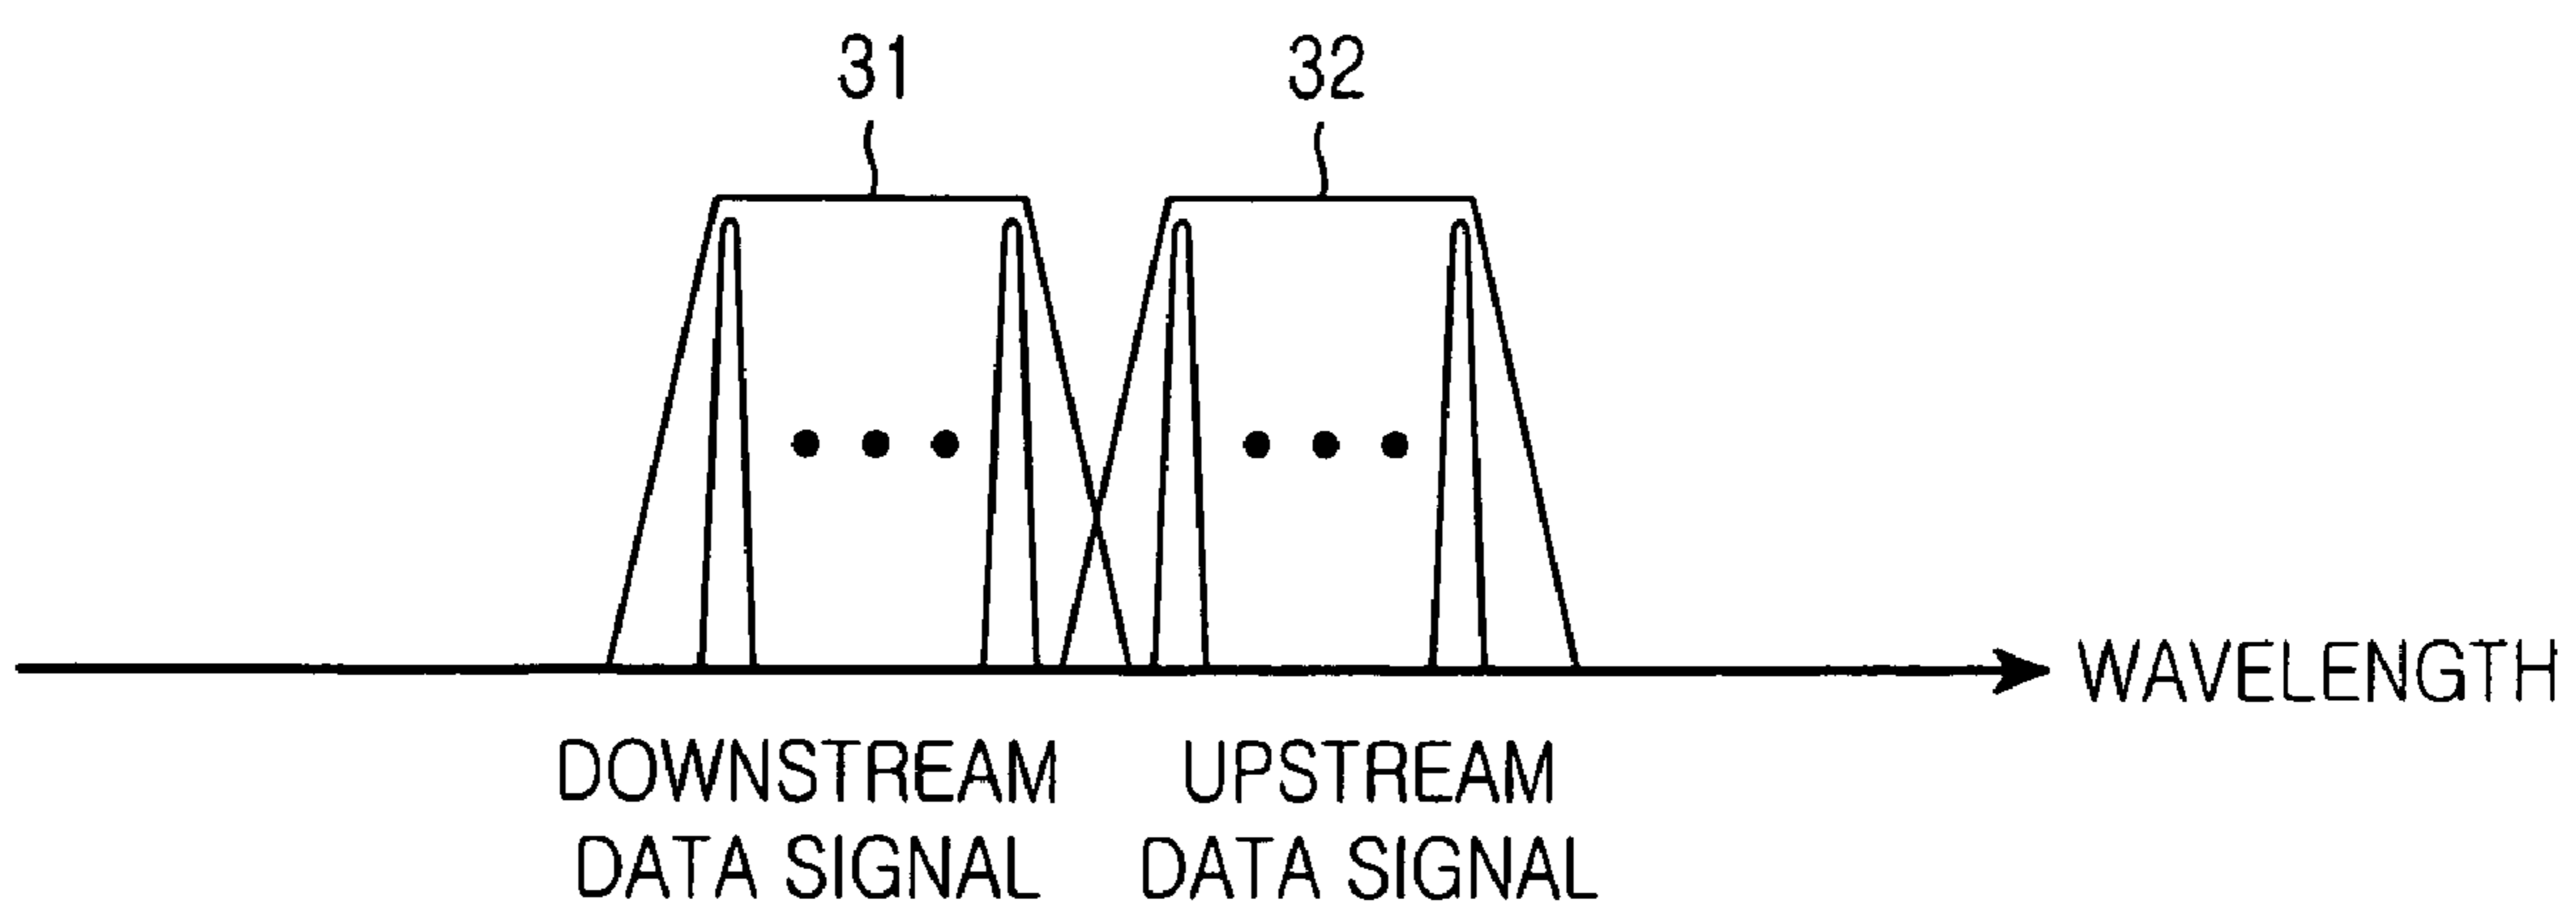 31
32
WAVELENGTH
DOWNSTREAM
DATA SIGNAL
UPSTREAM
DATA SIGNAL